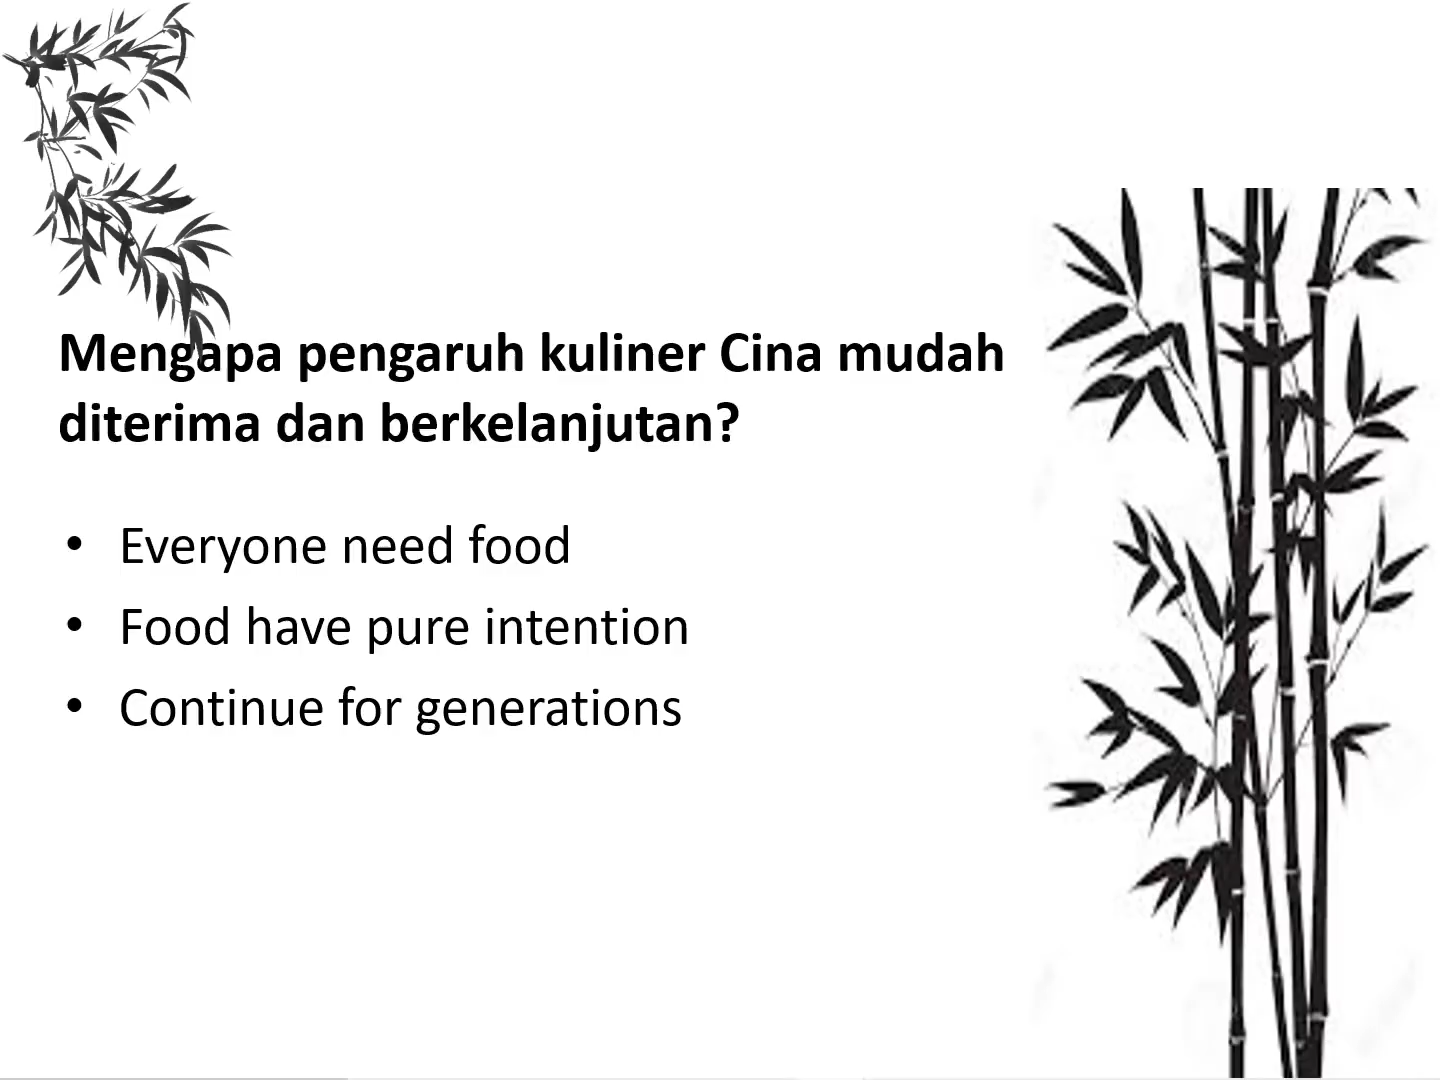 Mengapa pengaruh kuliner Cina mudah
diterima dan berkelanjutan?
• Everyone need food
• Food have pure intention
• Continue for generations